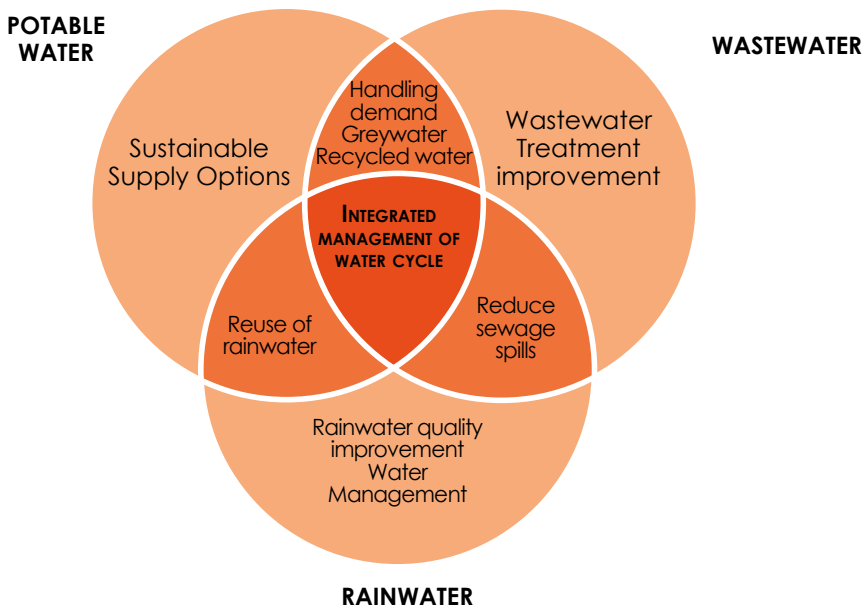 POTABLE
WATER
WASTEWATER
Handling
demand
Greywater
Recycled water
Sustainable
Supply Options
Wastewater
Treatment
improvement
INTEGRATED
MANAGEMENT OF
WATER CYCLE
Reuse of
rainwater
Reduce
sewage
spills
Rainwater quality
improvement
Water
Management
RAINWATER